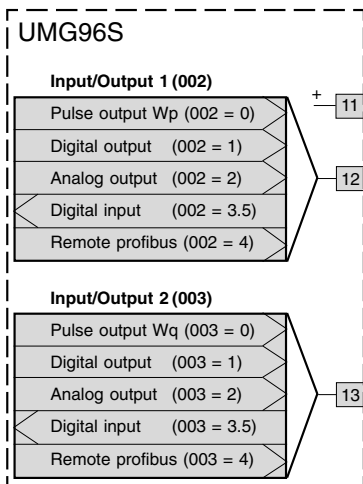 UMG96S
Input/Output 1 (002)
+ 11
Pulse output Wp (002 = 0)
Digital output (002 = 1)
Analog output (002 = 2)
12
Digital input (002 = 3.5)
Remote profibus (002 = 4)
Input/Output 2 (003)
Pulse output Wq (003 = 0)
Digital output (003 = 1)
Analog output (003 = 2)
13
Digital input (003 = 3.5)
Remote profibus (003 = 4)